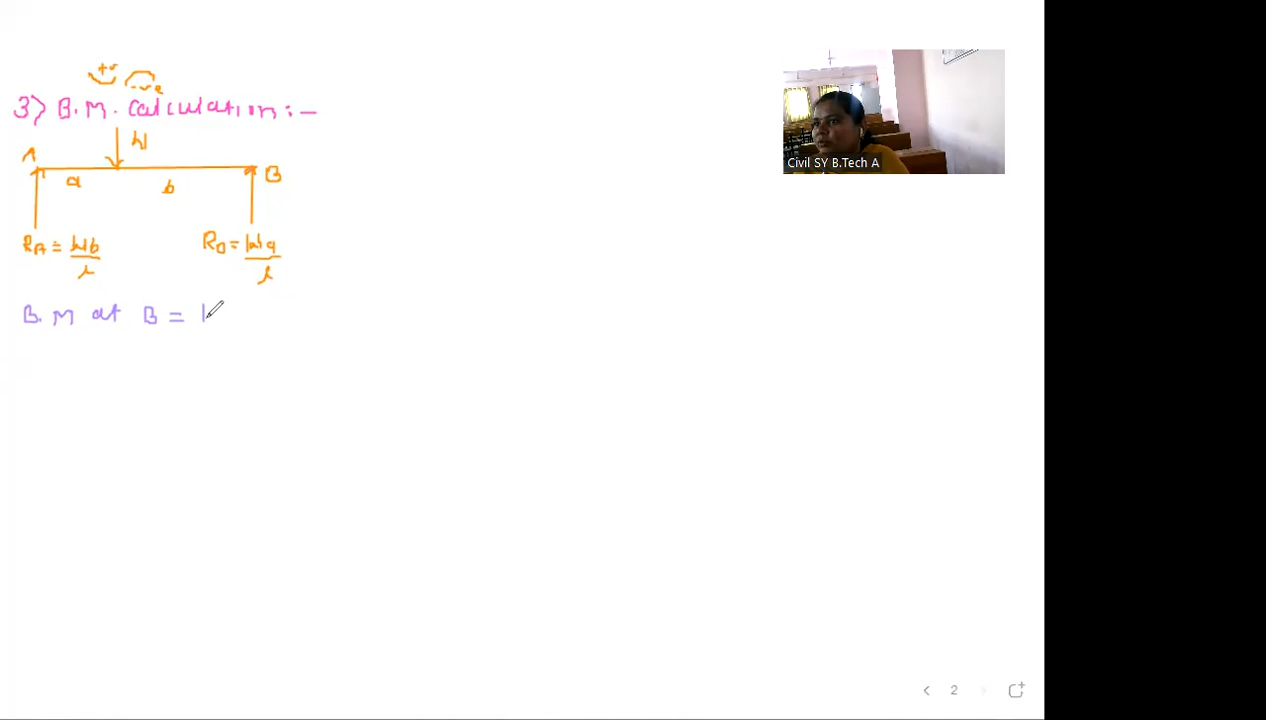 +ve -ve
3) B.M. Calculation:-
W
A B
a b
RA = Wb/l RB = Wa/l
B.M at B =
Civil SY B.Tech A
2